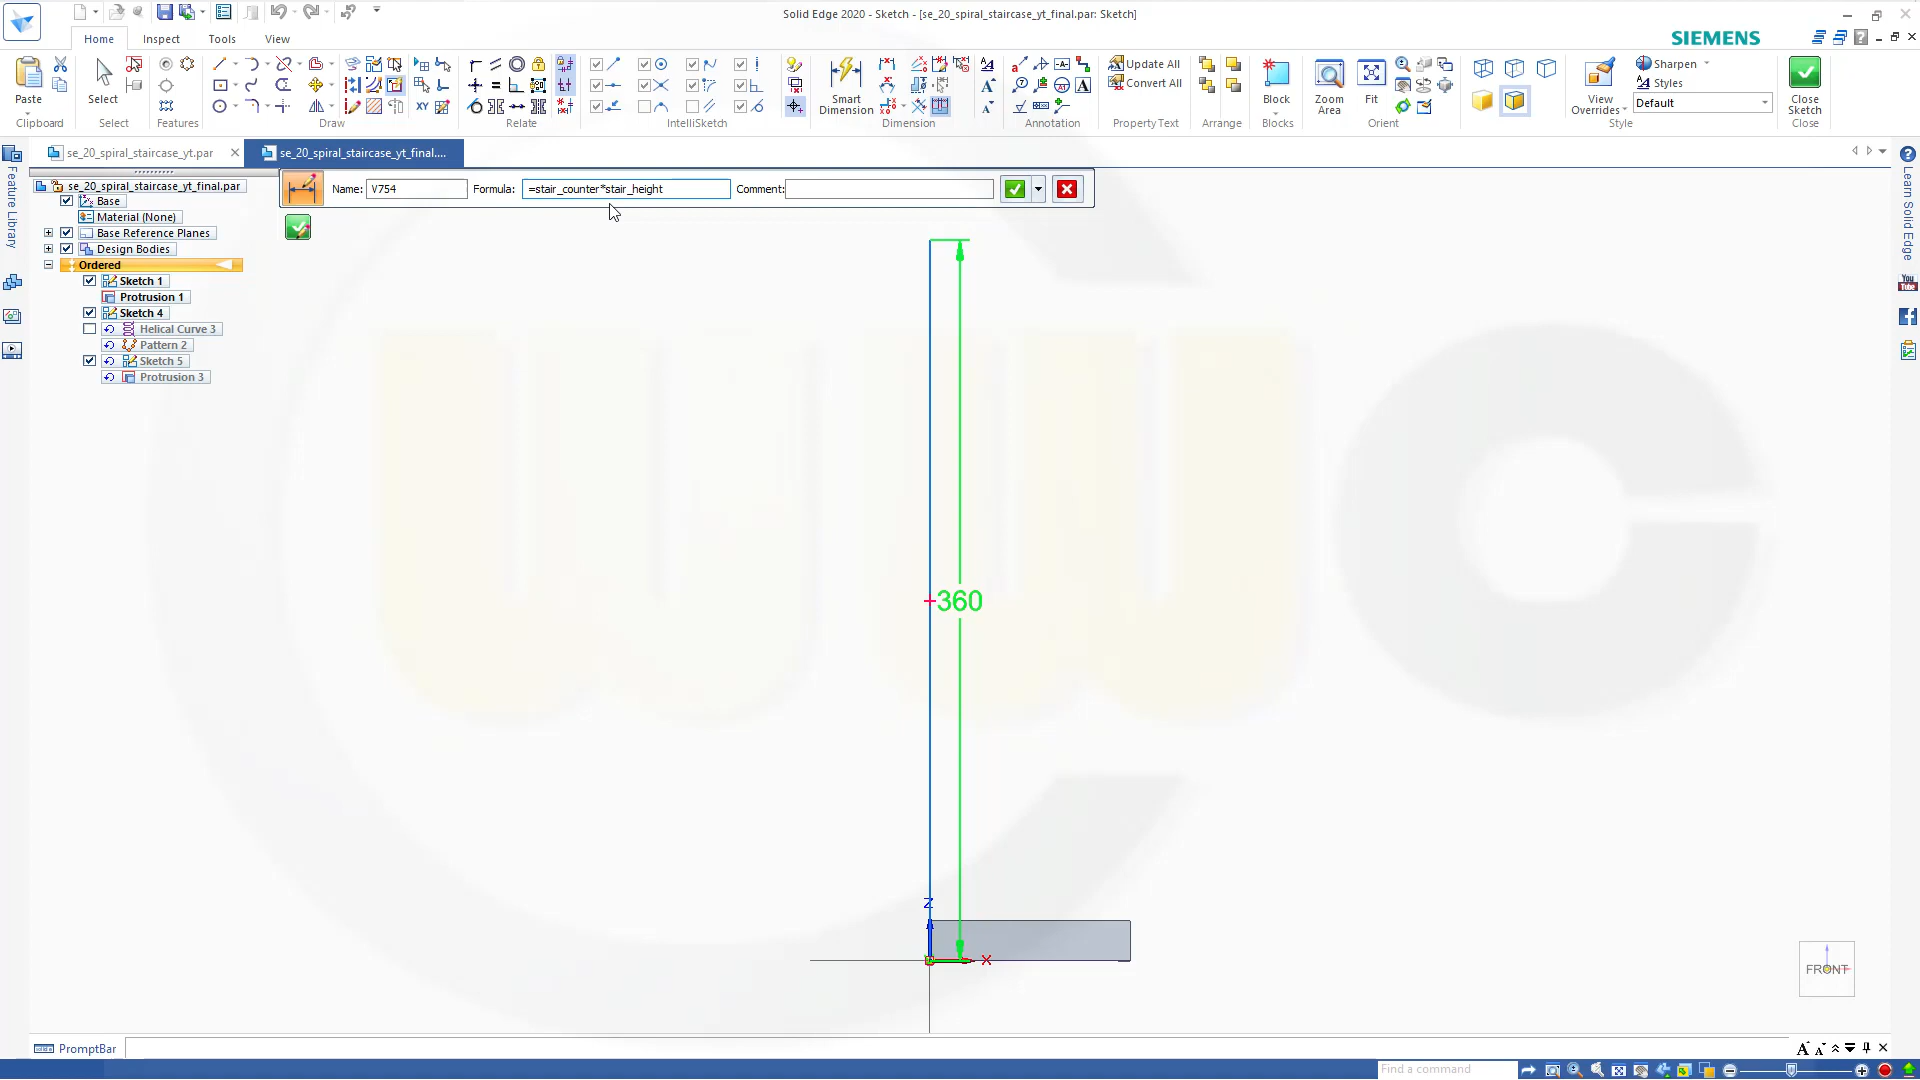 Solid Edge 2020 - Sketch - [se_20_spiral_staircase_yt_final.par: Sketch]
Home
Inspect
Tools
View
SIEMENS
Paste
Clipboard
Select
Select
Features
Draw
XY
Relate
IntelliSketch
Smart Dimension
Dimension
Annotation
Update All
Convert All
Property Text
Arrange
Block
Blocks
Zoom Area
Fit
Orient
View Overrides
Sharpen
Styles
Default
Style
Close Sketch
Close
se_20_spiral_staircase_yt.par
se_20_spiral_staircase_yt_final....
Feature Library
Learn Solid Edge
You Tube
Name: V754 Formula: =stair_counter*stair_height Comment:
se_20_spiral_staircase_yt_final.par
Base
Material (None)
Base Reference Planes
Design Bodies
Ordered
Sketch 1
Protrusion 1
Sketch 4
Helical Curve 3
Pattern 2
Sketch 5
Protrusion 3
360
Z
X
FRONT
PromptBar
Find a command